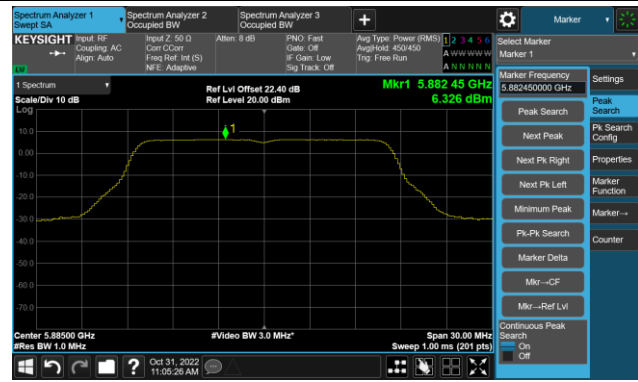 Spectrum Analyzer 1
Swept SA
Spectrum Analyzer 2
Occupied BW
Spectrum Analyzer 3
Occupied BW
Marker
KEYSIGHT
Input: RF
Coupling: AC
Align: Auto
Input Z: 50 Ω
Corr CCorr
Freq Ref: Int (S)
NFE: Adaptive
Atten: 8 dB
PNO: Fast
Gate: Off
IF Gain: Low
Sig Track: Off
Avg Type: Power (RMS)
Avg|Hold: 450/450
Trig: Free Run
1 2 3 4 5 6
A W W W W W
A N N N N N
Select Marker
Marker 1
1 Spectrum
Scale/Div 10 dB
Log
Ref Lvl Offset 22.40 dB
Ref Level 20.00 dBm
Mkr1 5.882 45 GHz
6.326 dBm
1
10.0
0.00
-10.0
-20.0
-30.0
-40.0
-50.0
-60.0
-70.0
Center 5.88500 GHz
#Res BW 1.0 MHz
#Video BW 3.0 MHz*
Span 30.00 MHz
Sweep 1.00 ms (201 pts)
Marker Frequency
5.882450000 GHz
Peak Search
Next Peak
Next Pk Right
Next Pk Left
Minimum Peak
Pk-Pk Search
Marker Delta
Mkr→CF
Mkr→Ref Lvl
Continuous Peak
Search
On
Off
Settings
Peak
Search
Pk Search
Config
Properties
Marker
Function
Marker→
Counter
?
Oct 31, 2022
11:05:26 AM